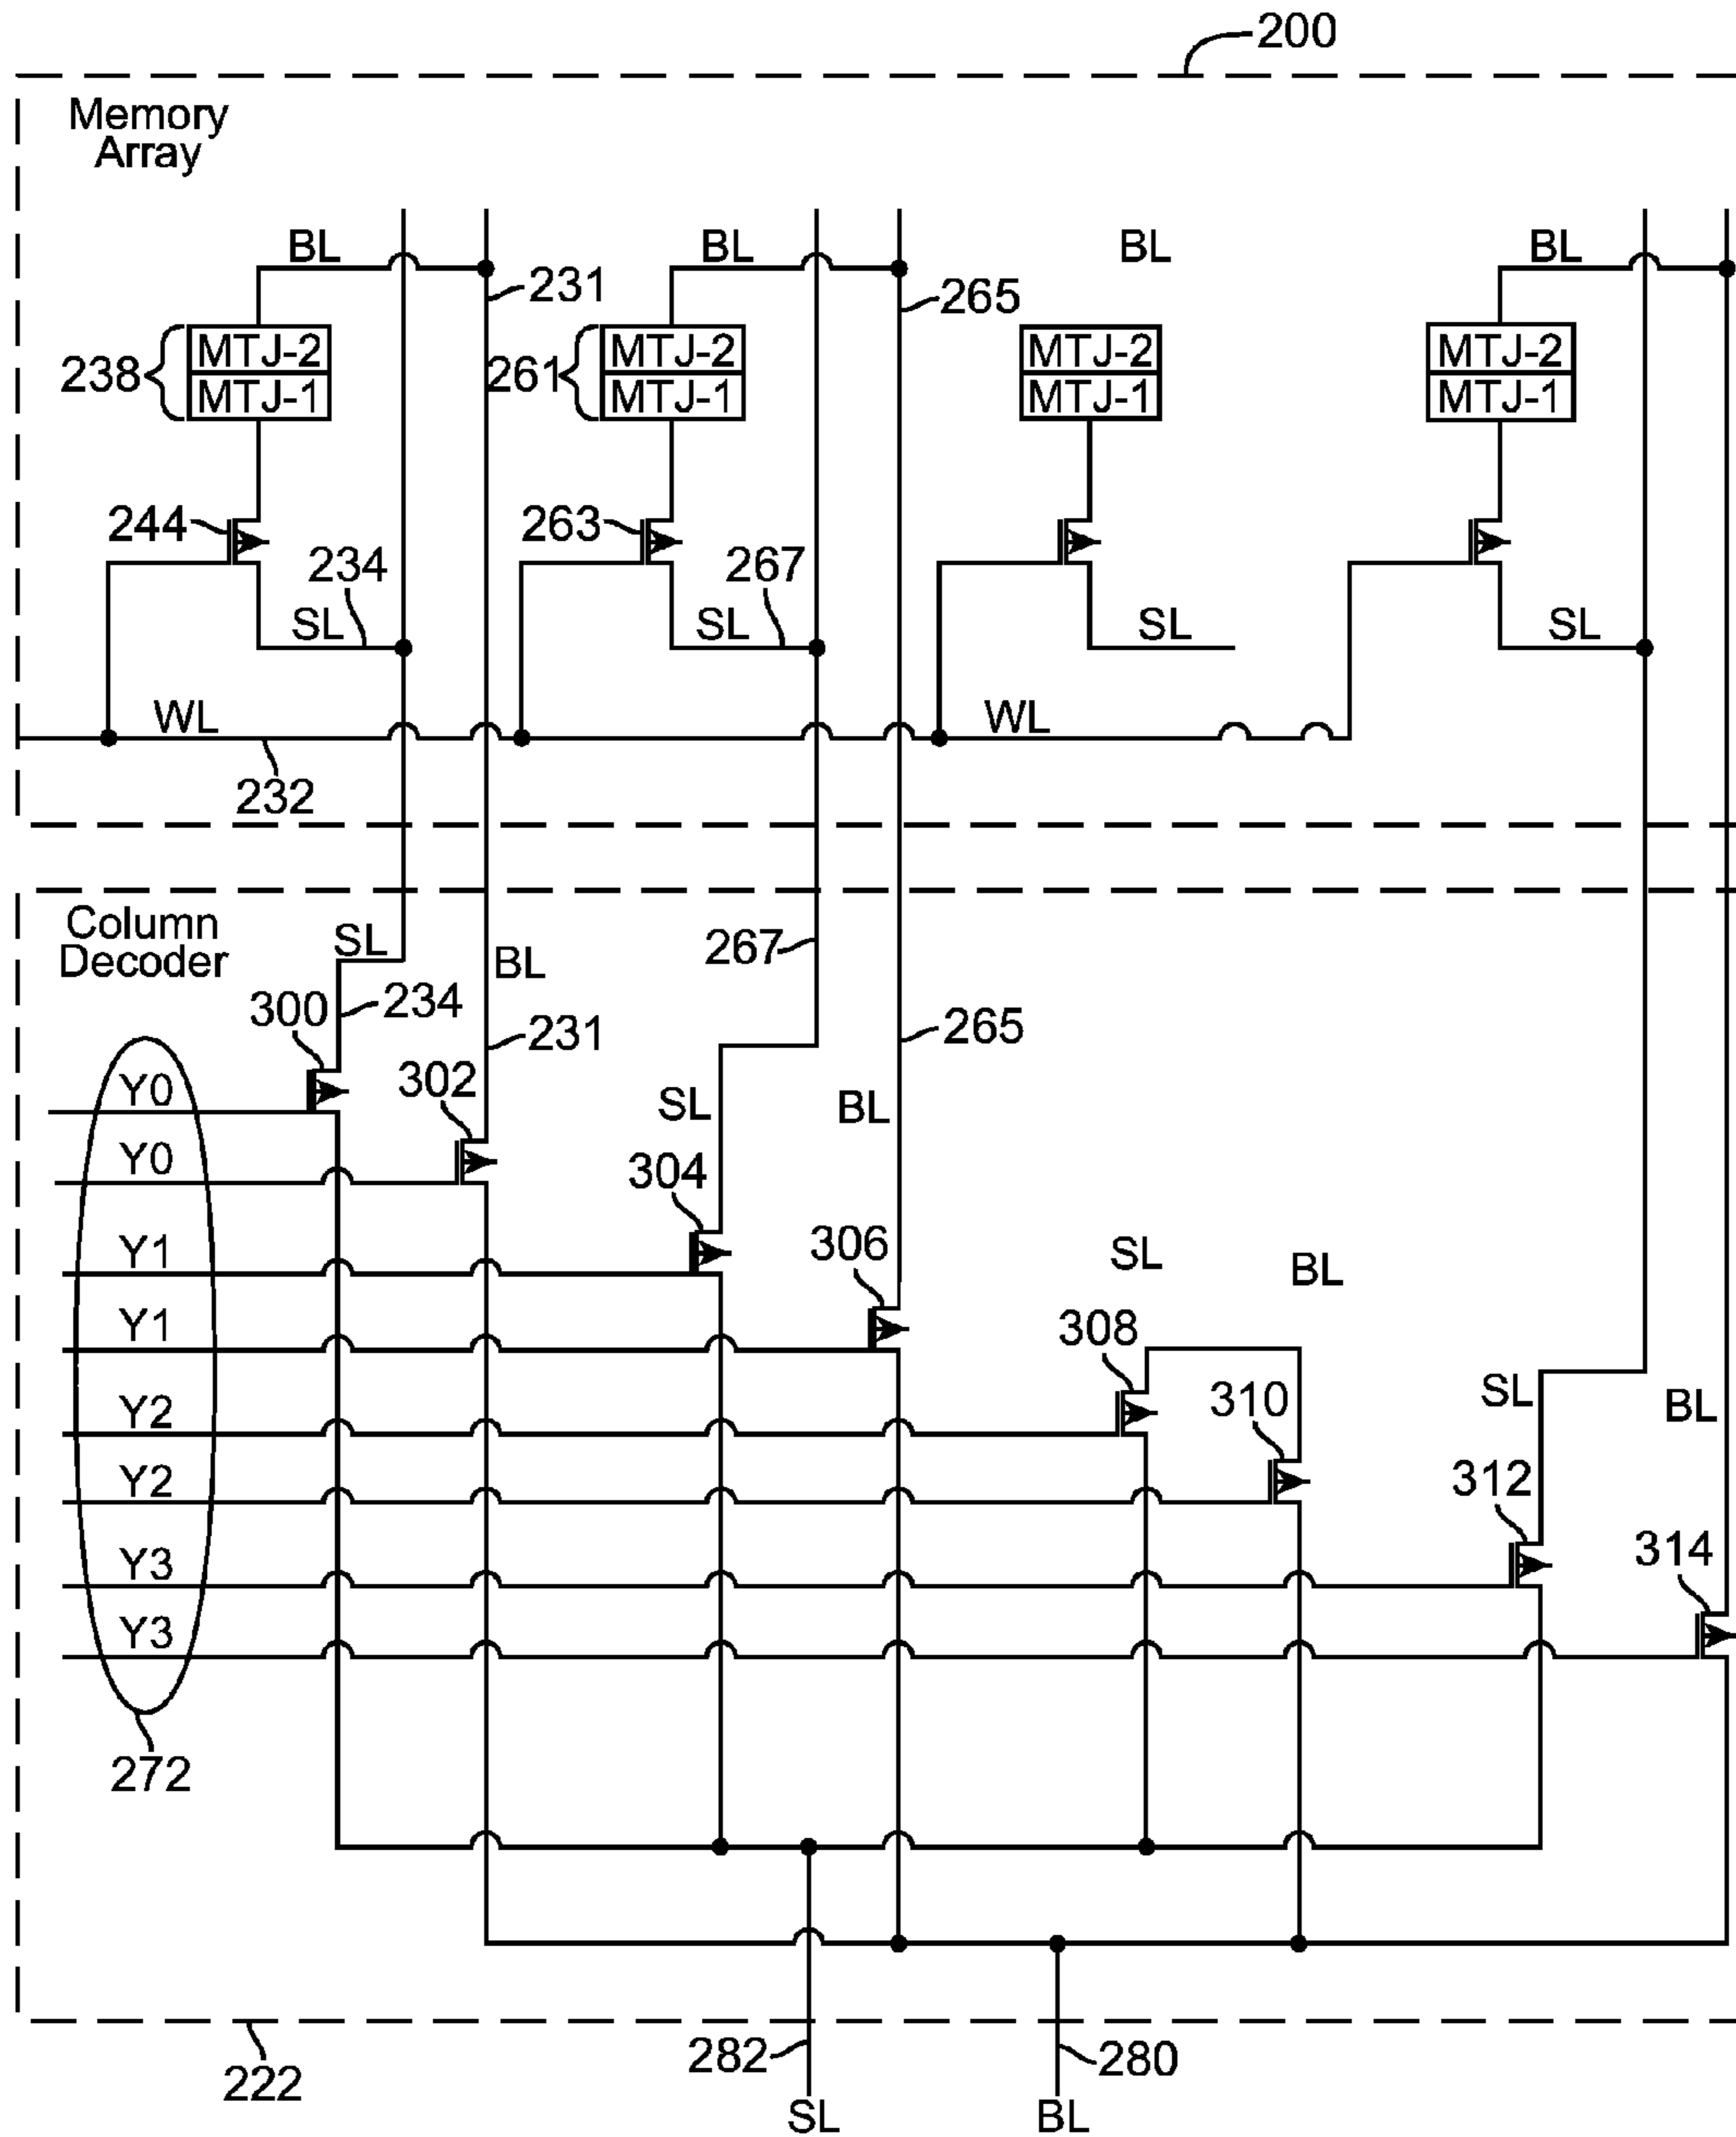 200
Memory
Array
BL
BL
BL
BL
231
265
238
MTJ-2
261
MTJ-2
MTJ-2
MTJ-2
MTJ-1
MTJ-1
MTJ-1
MTJ-1
244
263
234
267
SL
SL
SL
SL
WL
WL
232
Column
Decoder
SL
BL
267
300
234
231
265
Y0
302
SL
BL
Y0
304
Y1
306
SL
BL
Y1
308
310
SL
BL
Y2
Y2
312
Y3
314
Y3
272
282
280
222
SL
BL